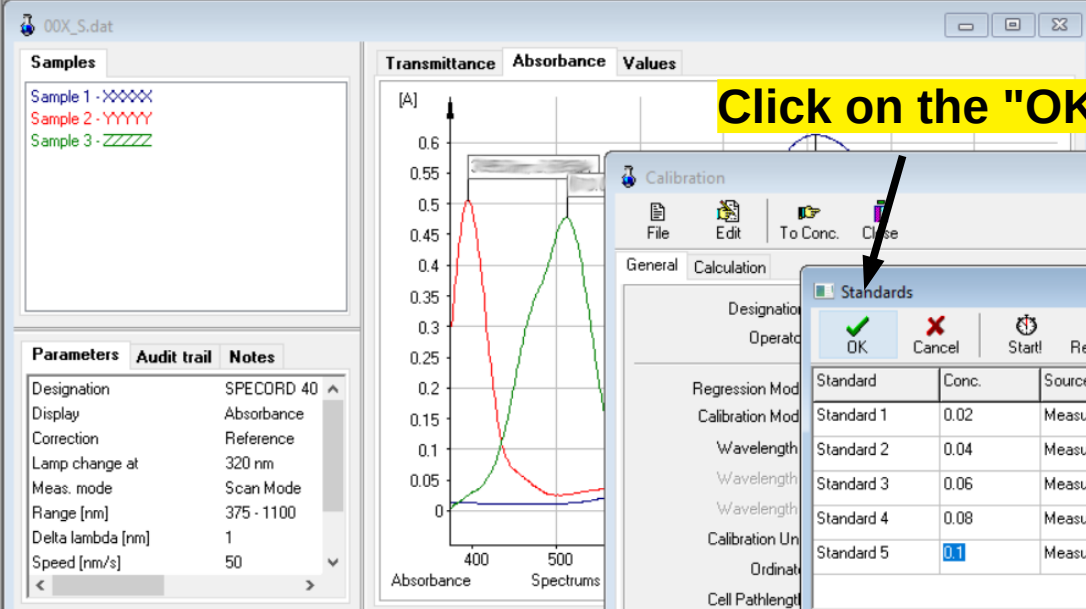 00X_S.dat
Samples
Sample 1 - XXXXX
Sample 2 - YYYYY
Sample 3 - ZZZZZ
Parameters Audit trail Notes
Designation SPECORD 40
Display Absorbance
Correction Reference
Lamp change at 320 nm
Meas. mode Scan Mode
Range [nm] 375 - 1100
Delta lambda [nm] 1
Speed [nm/s] 50
Transmittance Absorbance Values
[A]
0.6
0.55
0.5
0.45
0.4
0.35
0.3
0.25
0.2
0.15
0.1
0.05
0
400 500
Absorbance Spectrums
Click on the "OK
Calibration
File Edit To Conc. Close
General Calculation
Designation
Operato
Regression Mod
Calibration Mod
Wavelength
Wavelength
Wavelength
Calibration Un
Ordinate
Cell Pathlengt
Standards
OK Cancel Start! Re
Standard Conc. Source
Standard 1 0.02 Measu
Standard 2 0.04 Measu
Standard 3 0.06 Measu
Standard 4 0.08 Measu
Standard 5 0.1 Measu